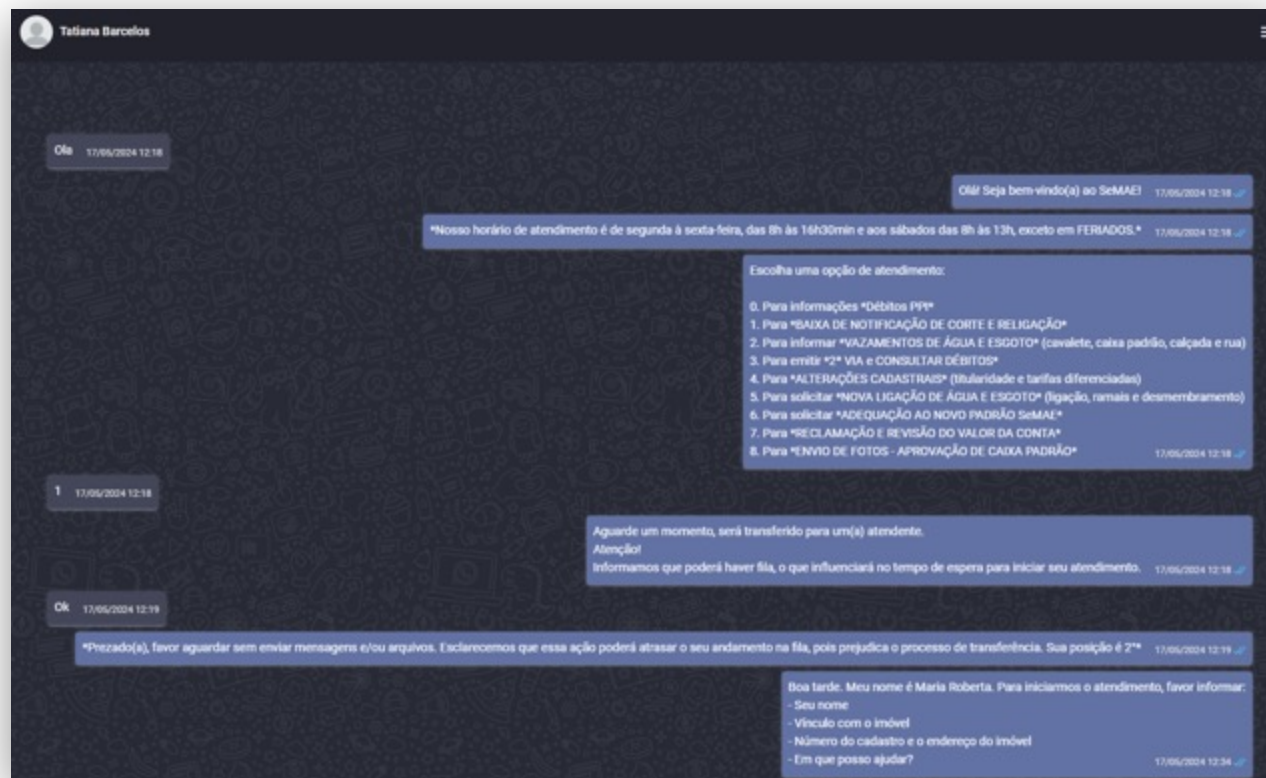 Tatiana Barcelos
Ola 17/05/2024 12:18
Olá! Seja bem-vindo(a) ao SeMAE! 17/05/2024 12:18
*Nosso horário de atendimento é de segunda à sexta-feira, das 8h às 16h30min e aos sábados das 8h às 13h, exceto em FERIADOS.* 17/05/2024 12:18
Escolha uma opção de atendimento:
0. Para informações *Débitos PPI*
1. Para *BAIXA DE NOTIFICAÇÃO DE CORTE E RELIGAÇÃO*
2. Para informar *VAZAMENTOS DE ÁGUA E ESGOTO* (cavalete, caixa padrão, calçada e rua)
3. Para emitir *2ª VIA e CONSULTAR DÉBITOS*
4. Para *ALTERAÇÕES CADASTRAIS* (titularidade e tarifas diferenciadas)
5. Para solicitar *NOVA LIGAÇÃO DE ÁGUA E ESGOTO* (ligação, ramais e desmembramento)
6. Para solicitar *ADEQUAÇÃO AO NOVO PADRÃO SeMAE*
7. Para *RECLAMAÇÃO E REVISÃO DO VALOR DA CONTA*
8. Para *ENVIO DE FOTOS - APROVAÇÃO DE CAIXA PADRÃO* 17/05/2024 12:18
1 17/05/2024 12:18
Aguarde um momento, será transferido para um(a) atendente.
Atenção!
Informamos que poderá haver fila, o que influenciará no tempo de espera para iniciar seu atendimento. 17/05/2024 12:18
Ok 17/05/2024 12:19
*Prezado(a), favor aguardar sem enviar mensagens e/ou arquivos. Esclarecemos que essa ação poderá atrasar o seu andamento na fila, pois prejudica o processo de transferência. Sua posição é 2°* 17/05/2024 12:19
Boa tarde. Meu nome é Maria Roberta. Para iniciarmos o atendimento, favor informar:
- Seu nome
- Vínculo com o imóvel
- Número do cadastro e o endereço do imóvel
- Em que posso ajudar? 17/05/2024 12:34